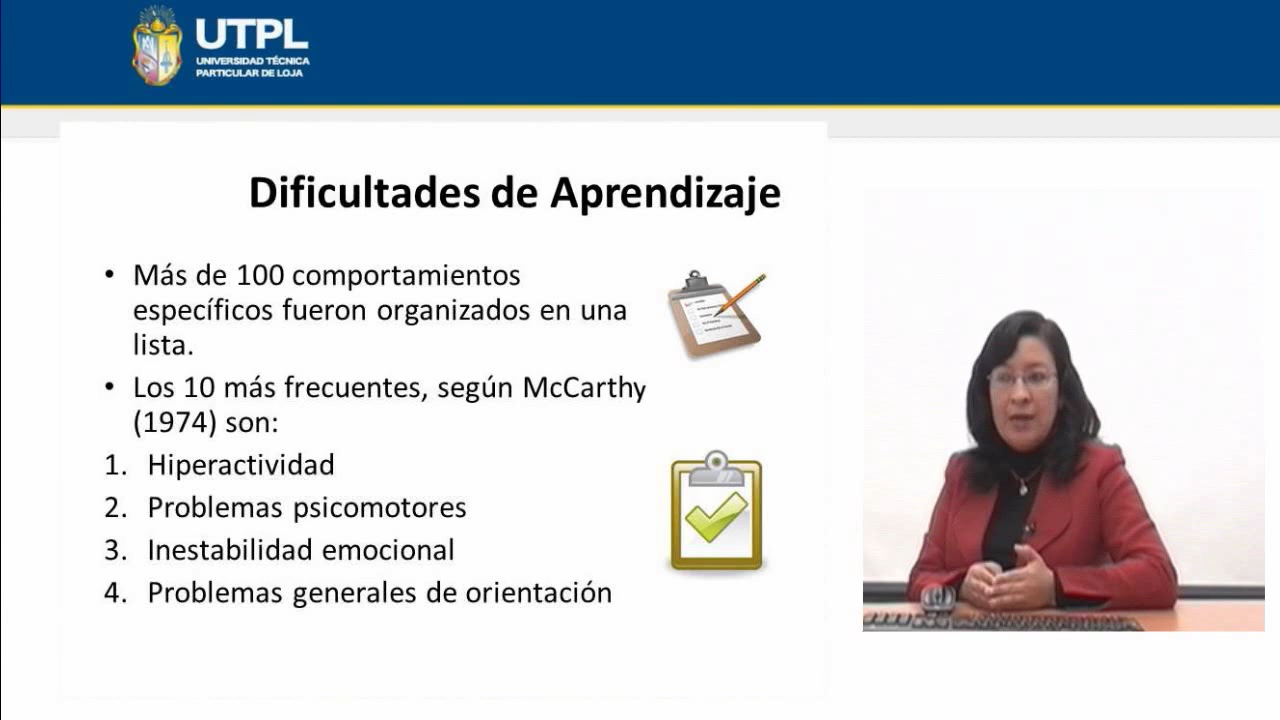 UTPL
UNIVERSIDAD TÉCNICA
PARTICULAR DE LOJA
Dificultades de Aprendizaje
• Más de 100 comportamientos
específicos fueron organizados en una
lista.
• Los 10 más frecuentes, según McCarthy
(1974) son:
1. Hiperactividad
2. Problemas psicomotores
3. Inestabilidad emocional
4. Problemas generales de orientación